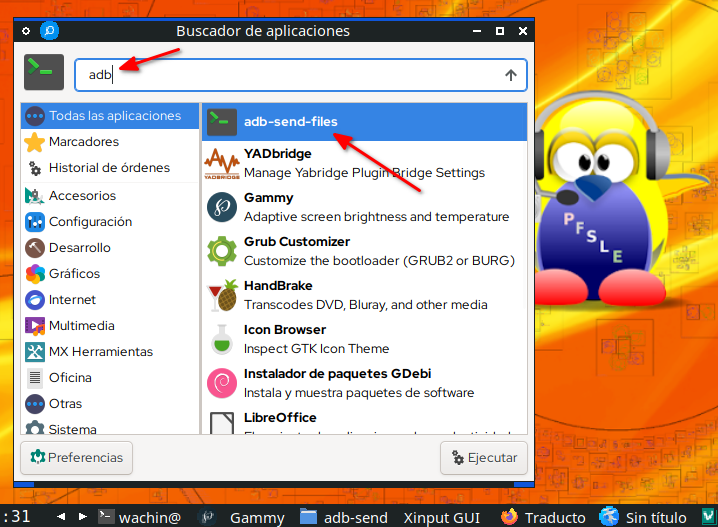 Buscador de aplicaciones
adb
Todas las aplicaciones
Marcadores
Historial de órdenes
Accesorios
Configuración
Desarrollo
Gráficos
Internet
Multimedia
MX Herramientas
Oficina
Otras
Sistema
adb-send-files
YADbridge
Manage Yabridge Plugin Bridge Settings
Gammy
Adaptive screen brightness and temperature
Grub Customizer
Customize the bootloader (GRUB2 or BURG)
HandBrake
Transcodes DVD, Bluray, and other media
Icon Browser
Inspect GTK Icon Theme
Instalador de paquetes GDebi
Instala y muestra paquetes de software
LibreOffice
Preferencias
Ejecutar
PFSLE
:31 wachin@ Gammy adb-send Xinput GUI Traducto Sin título